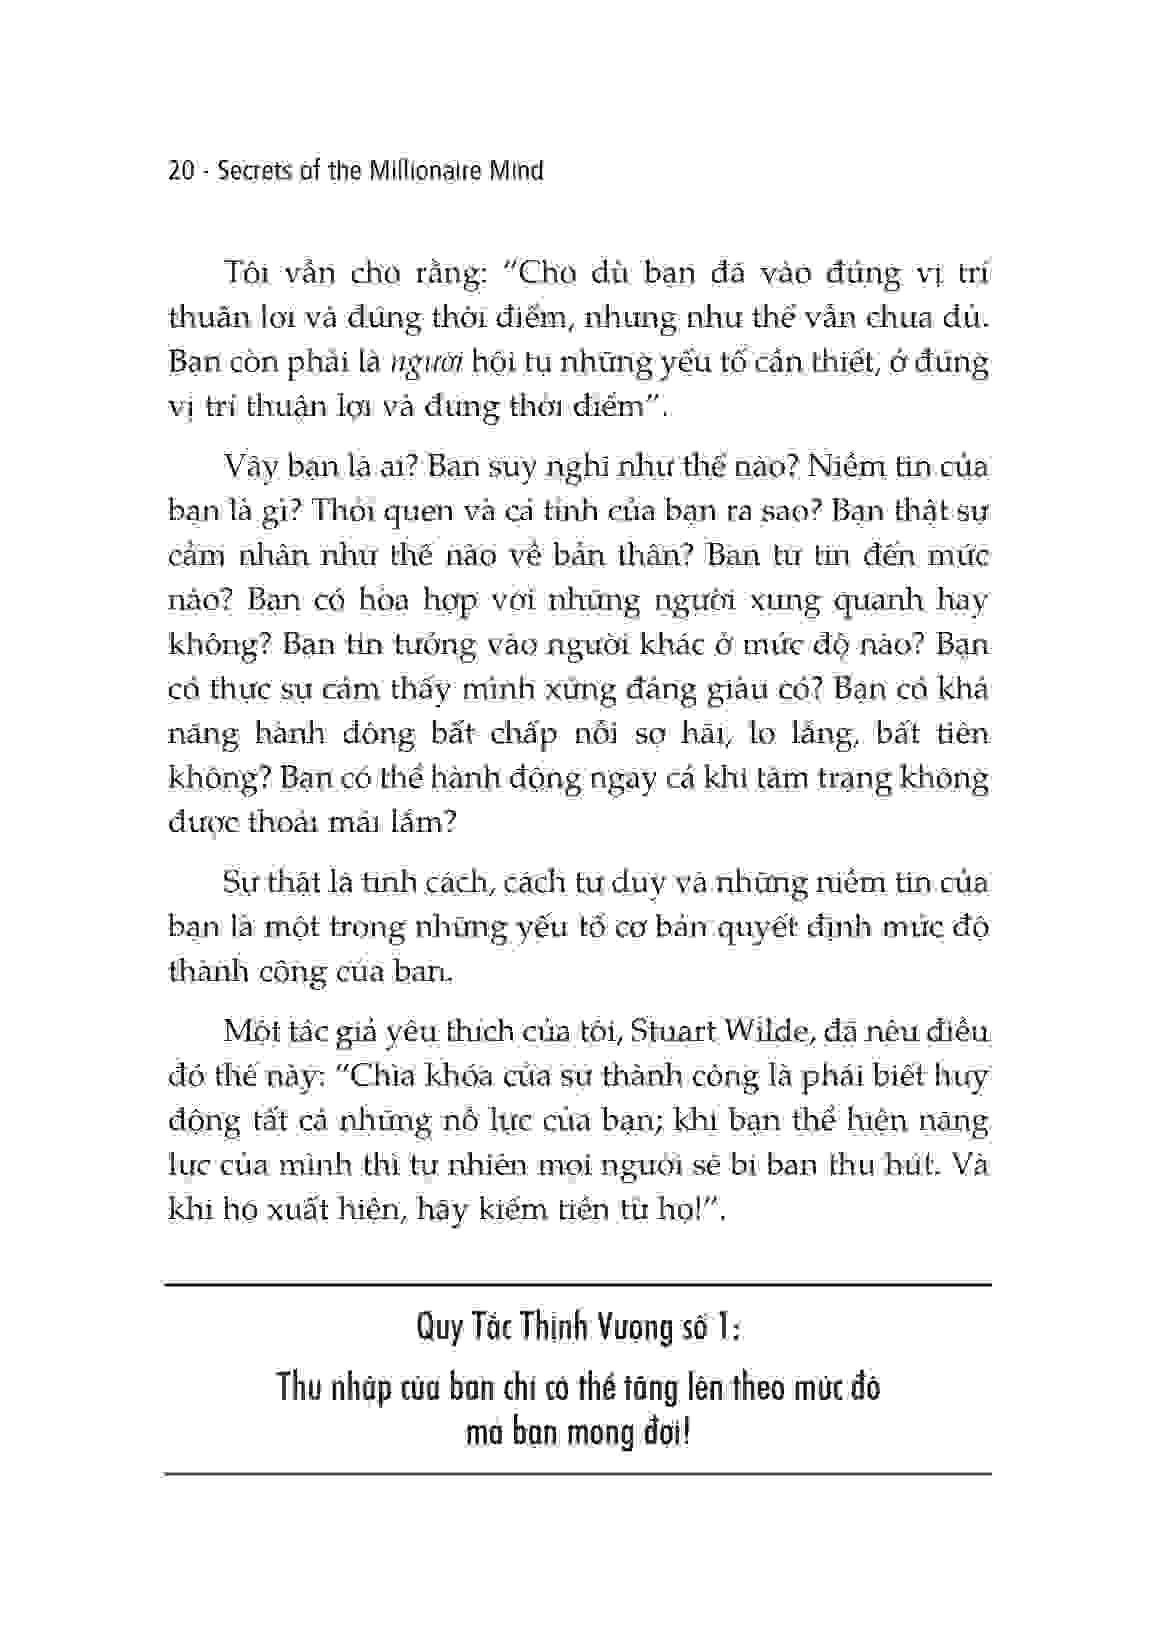 20 - Secrets of the Millionaire Mind
Tôi vẫn cho rằng: “Cho dù bạn đã vào đúng vị trí
thuận lợi và đúng thời điểm, nhưng như thế vẫn chưa đủ.
Bạn còn phải là người hội tụ những yếu tố cần thiết, ở đúng
vị trí thuận lợi và đúng thời điểm”.
Vậy bạn là ai? Bạn suy nghĩ như thế nào? Niềm tin của
bạn là gì? Thói quen và cá tính của bạn ra sao? Bạn thật sự
cảm nhận như thế nào về bản thân? Bạn tự tin đến mức
nào? Bạn có hòa hợp với những người xung quanh hay
không? Bạn tin tưởng vào người khác ở mức độ nào? Bạn
có thực sự cảm thấy mình xứng đáng giàu có? Bạn có khả
năng hành động bất chấp nỗi sợ hãi, lo lắng, bất tiện
không? Bạn có thể hành động ngay cả khi tâm trạng không
được thoải mái lắm?
Sự thật là tính cách, cách tư duy và những niềm tin của
bạn là một trong những yếu tố cơ bản quyết định mức độ
thành công của bạn.
Một tác giả yêu thích của tôi, Stuart Wilde, đã nêu điều
đó thế này: “Chìa khóa của sự thành công là phải biết huy
động tất cả những nỗ lực của bạn; khi bạn thể hiện năng
lực của mình thì tự nhiên mọi người sẽ bị bạn thu hút. Và
khi họ xuất hiện, hãy kiếm tiền từ họ!”.
Quy Tắc Thịnh Vượng số 1:
Thu nhập của bạn chỉ có thể tăng lên theo mức độ
mà bạn mong đợi!